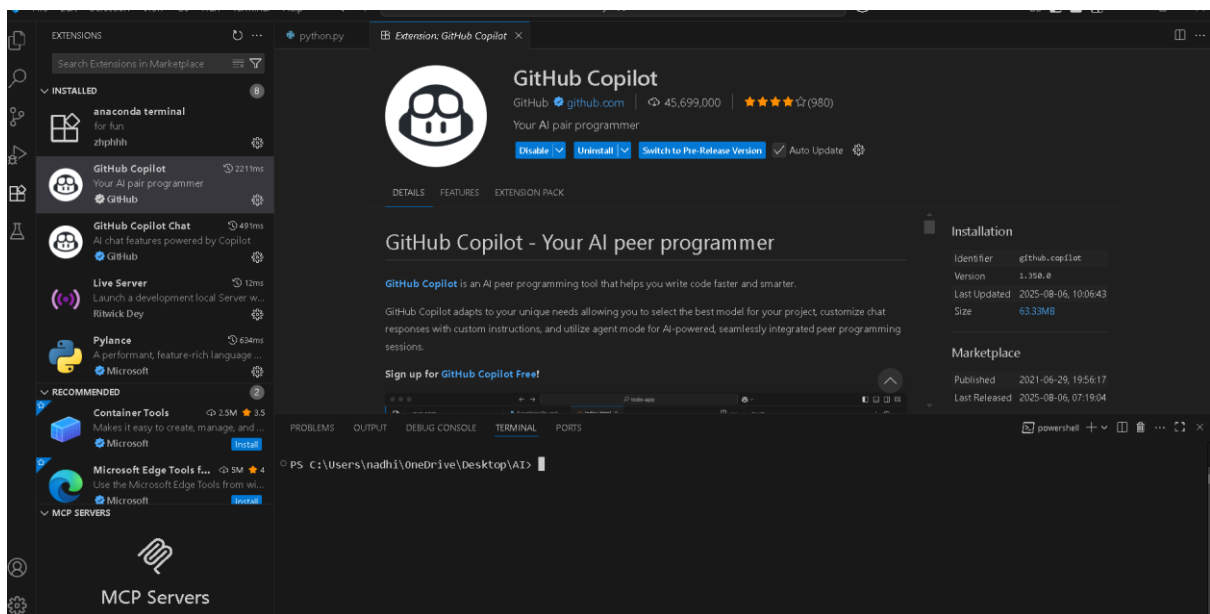 EXTENSIONS
Search Extensions in Marketplace
INSTALLED 8
anaconda terminal
for fun
zhphhh
GitHub Copilot 2211ms
Your AI pair programmer
GitHub
GitHub Copilot Chat 491ms
AI chat features powered by Copilot
GitHub
Live Server 12ms
Launch a development local Server w...
Ritwick Dey
Pylance 634ms
A performant, feature-rich language ...
Microsoft
RECOMMENDED 2
Container Tools 2.5M 3.5
Makes it easy to create, manage, and ...
Microsoft Install
Microsoft Edge Tools f... 5M 4
Use the Microsoft Edge Tools from wi...
Microsoft Install
MCP SERVERS
MCP Servers
python.py
Extension: GitHub Copilot
GitHub Copilot
GitHub github.com 45,699,000 (980)
Your AI pair programmer
Disable Uninstall Switch to Pre-Release Version Auto Update
DETAILS FEATURES EXTENSION PACK
GitHub Copilot - Your AI peer programmer
GitHub Copilot is an AI peer programming tool that helps you write code faster and smarter.
GitHub Copilot adapts to your unique needs allowing you to select the best model for your project, customize chat
responses with custom instructions, and utilize agent mode for AI-powered, seamlessly integrated peer programming
sessions.
Sign up for GitHub Copilot Free!
Installation
Identifier github.copilot
Version 1.350.0
Last Updated 2025-08-06, 10:06:43
Size 63.33MB
Marketplace
Published 2021-06-29, 19:56:17
Last Released 2025-08-06, 07:19:04
PROBLEMS OUTPUT DEBUG CONSOLE TERMINAL PORTS
powershell
PS C:\Users\nadhi\OneDrive\Desktop\AI>